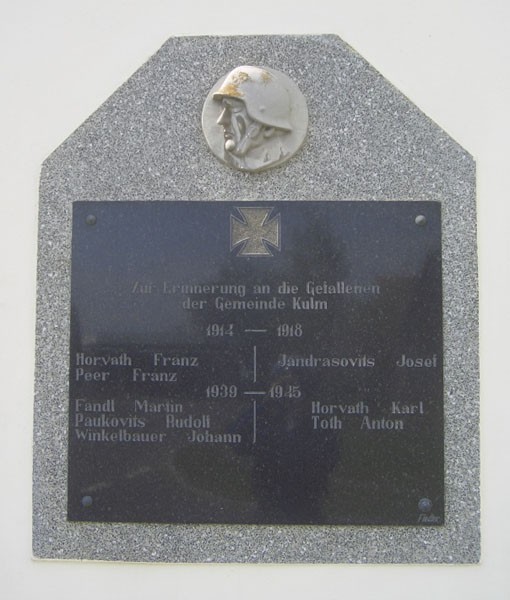 Zur Erinnerung an die Gefallenen
der Gemeinde Kulm
1914 — 1918
Horvath Franz Jandrasovits Josef
Peer Franz
1939 — 1945
Fandl Martin Horvath Karl
Paukovits Rudolf Toth Anton
Winkelbauer Johann